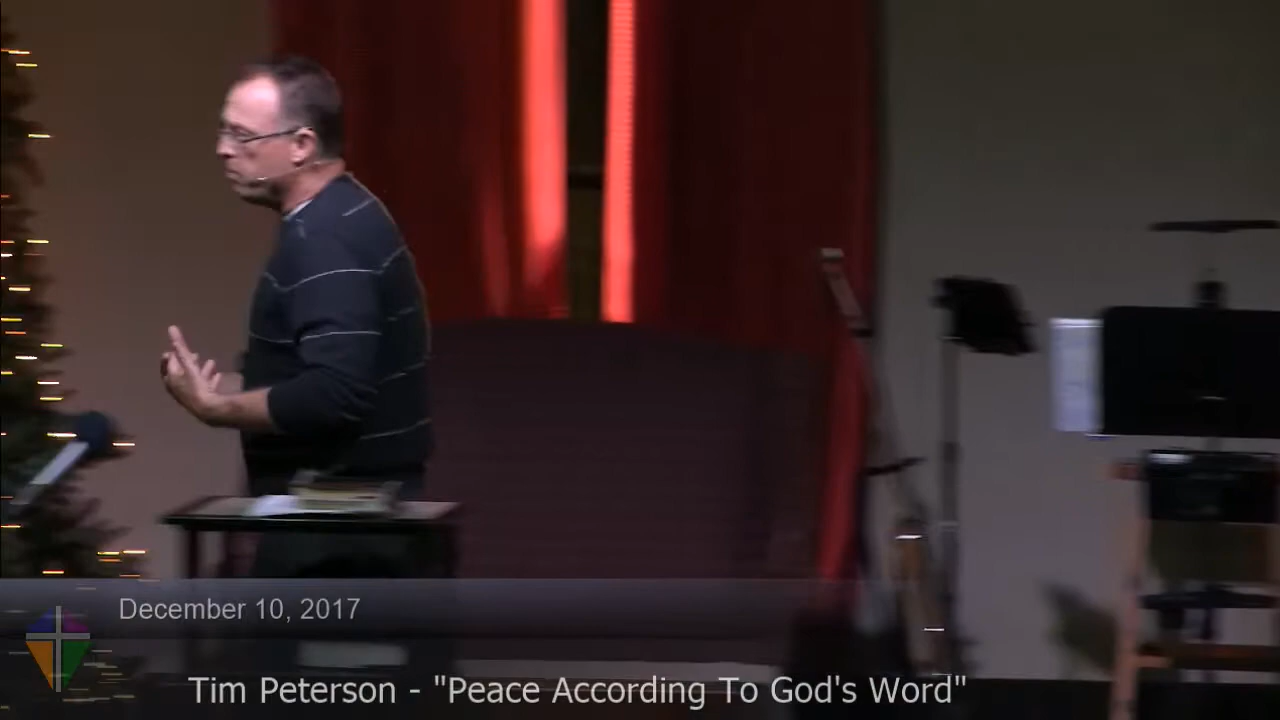 December 10, 2017
Tim Peterson - "Peace According To God's Word"